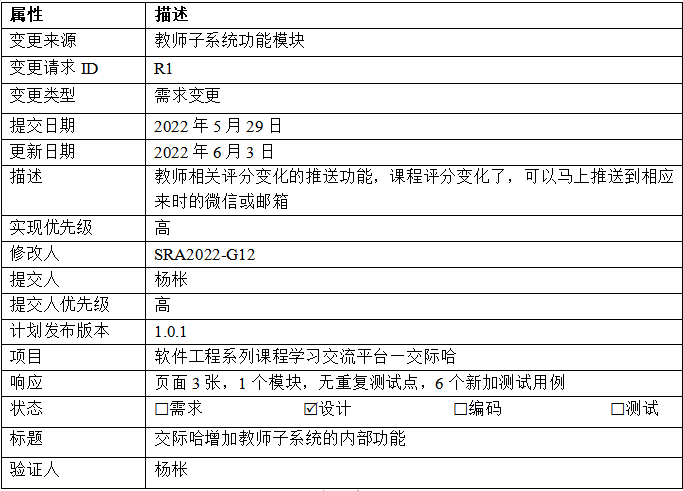 属性 描述
变更来源 教师子系统功能模块
变更请求 ID R1
变更类型 需求变更
提交日期 2022 年 5 月 29 日
更新日期 2022 年 6 月 3 日
描述 教师相关评分变化的推送功能，课程评分变化了，可以马上推送到相应
来时的微信或邮箱
实现优先级 高
修改人 SRA2022-G12
提交人 杨枨
提交人优先级 高
计划发布版本 1.0.1
项目 软件工程系列课程学习交流平台—交际哈
响应 页面 3 张，1 个模块，无重复测试点，6 个新加测试用例
状态 ☐需求 ☑设计 ☐编码 ☐测试
标题 交际哈增加教师子系统的内部功能
验证人 杨枨